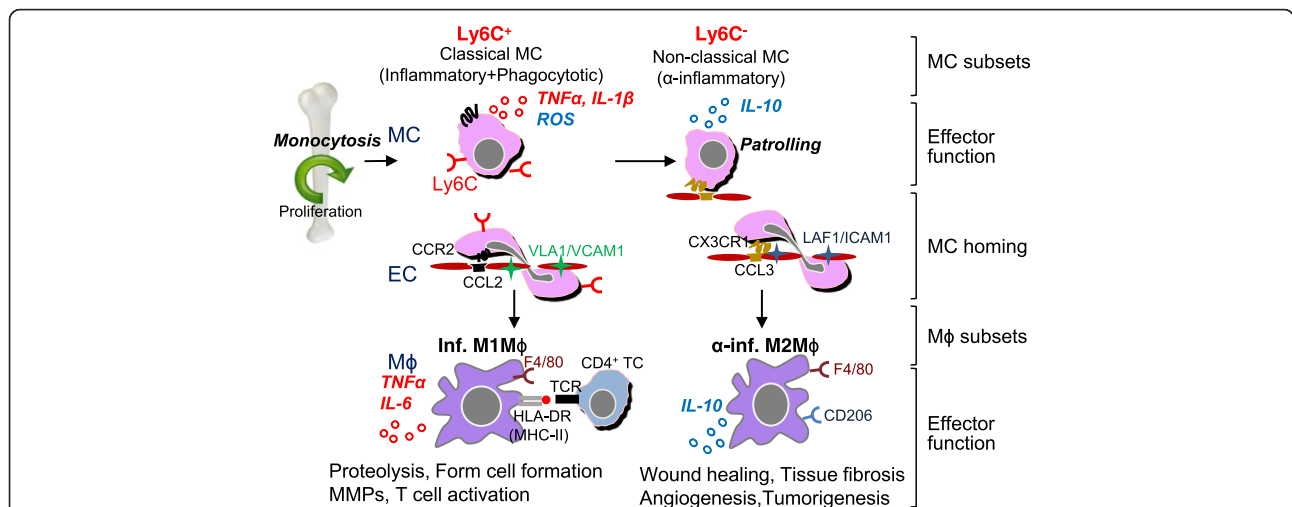 Ly6C⁺
Classical MC
(Inflammatory+Phagocytotic)
Ly6C⁻
Non-classical MC
(α-inflammatory)
MC subsets
TNFα, IL-1β
ROS
IL-10
Monocytosis
MC
Patrolling
Effector
function
Ly6C
Proliferation
CCR2
VLA1/VCAM1
CX3CR1
LAF1/ICAM1
MC homing
EC
CCL2
CCL3
Inf. M1Mϕ
α-inf. M2Mϕ
Mϕ subsets
Mϕ
F4/80
CD4⁺ TC
F4/80
TNFα
IL-6
TCR
HLA-DR
(MHC-II)
IL-10
CD206
Effector
function
Proteolysis, Form cell formation
MMPs, T cell activation
Wound healing, Tissue fibrosis
Angiogenesis,Tumorigenesis